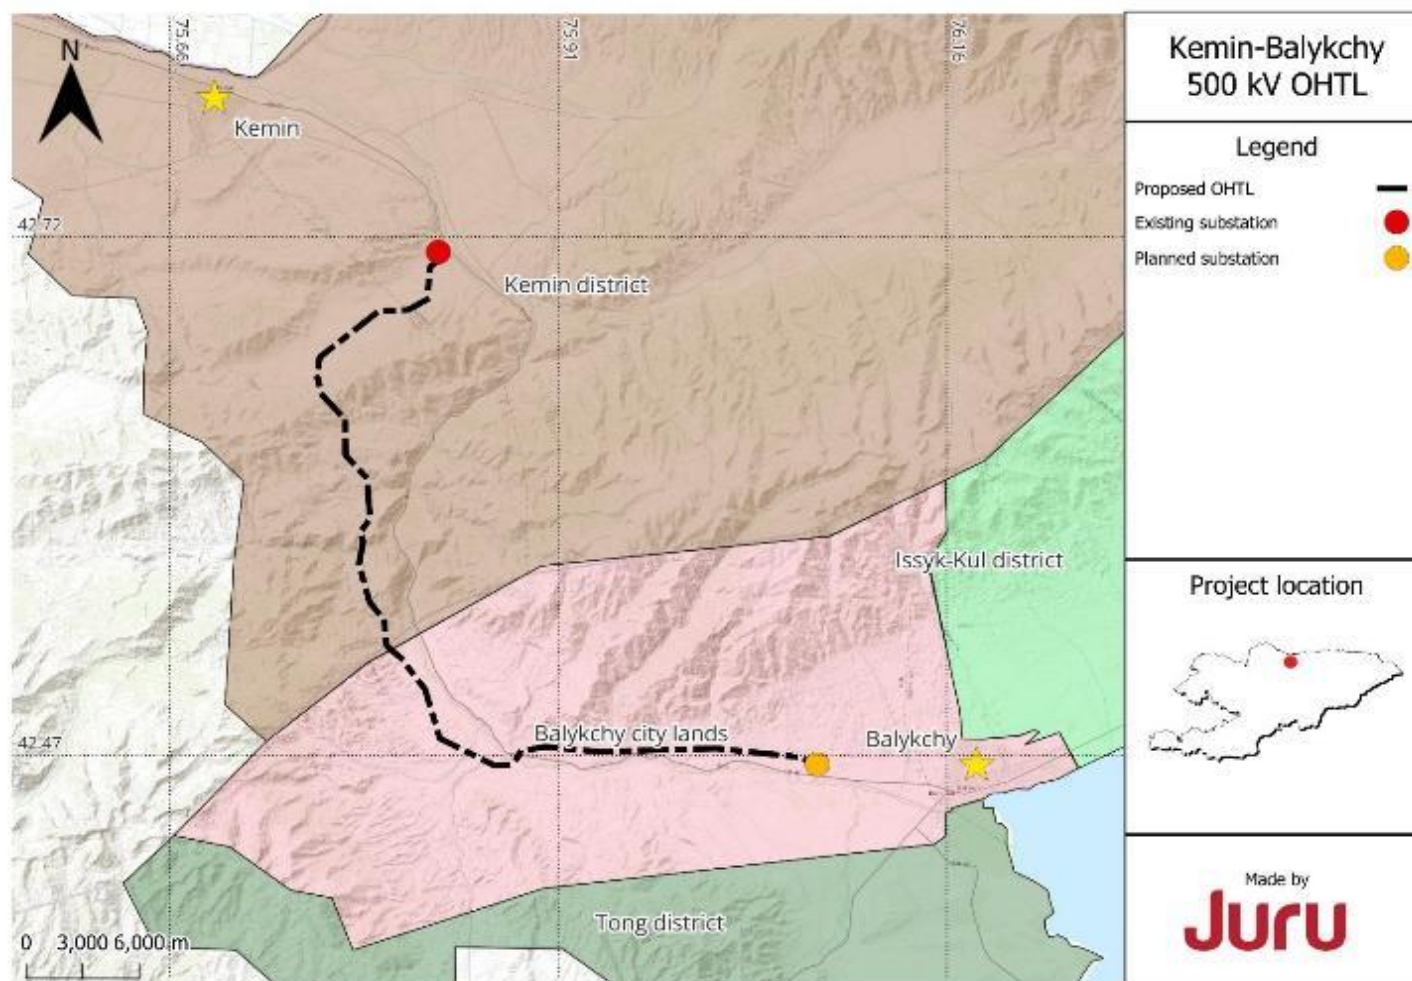 75.66
75.91
76.16
N
Kemin
42.72
Kemin district
Issyk-Kul district
42.47
Balykchy city lands
Balykchy
Tong district
0 3,000 6,000 m
Kemin-Balykchy
500 kV OHTL
Legend
Proposed OHTL
Existing substation
Planned substation
Project location
Made by
Juru